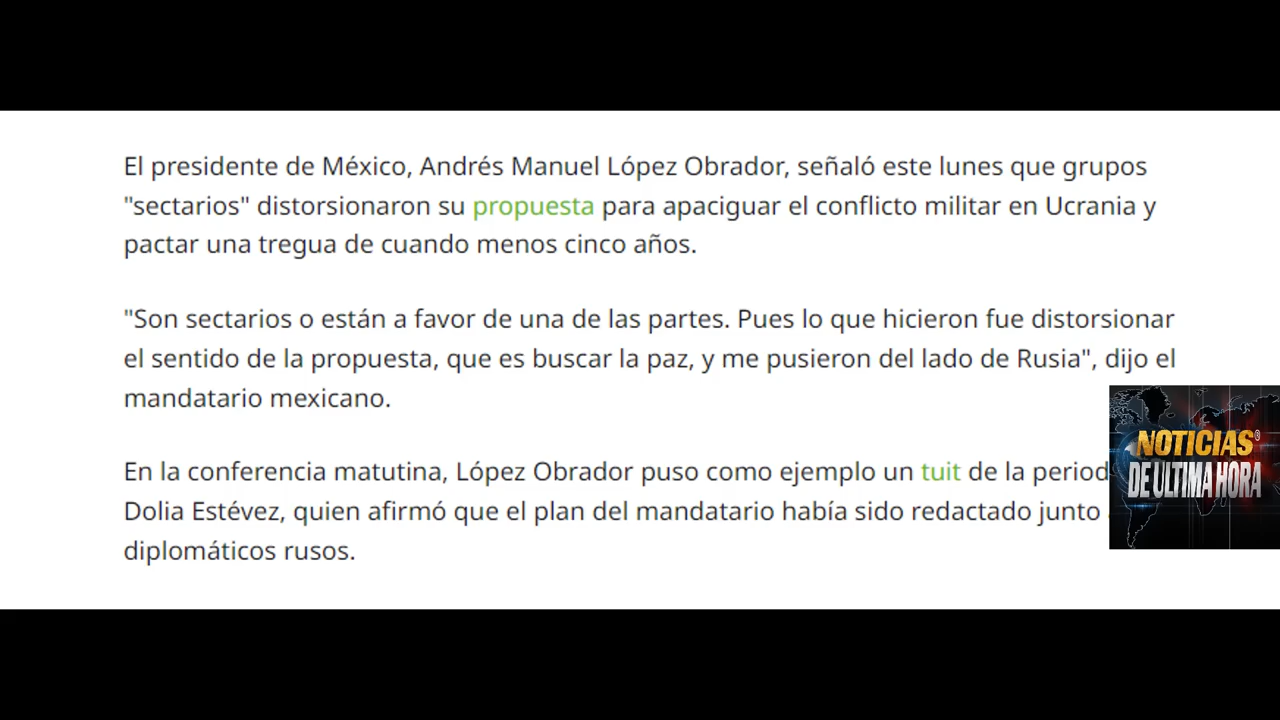 El presidente de México, Andrés Manuel López Obrador, señaló este lunes que grupos
"sectarios" distorsionaron su propuesta para apaciguar el conflicto militar en Ucrania y
pactar una tregua de cuando menos cinco años.
"Son sectarios o están a favor de una de las partes. Pues lo que hicieron fue distorsionar
el sentido de la propuesta, que es buscar la paz, y me pusieron del lado de Rusia", dijo el
mandatario mexicano.
En la conferencia matutina, López Obrador puso como ejemplo un tuit de la period
Dolia Estévez, quien afirmó que el plan del mandatario había sido redactado junto
diplomáticos rusos.
NOTICIAS®
DE ULTIMA HORA